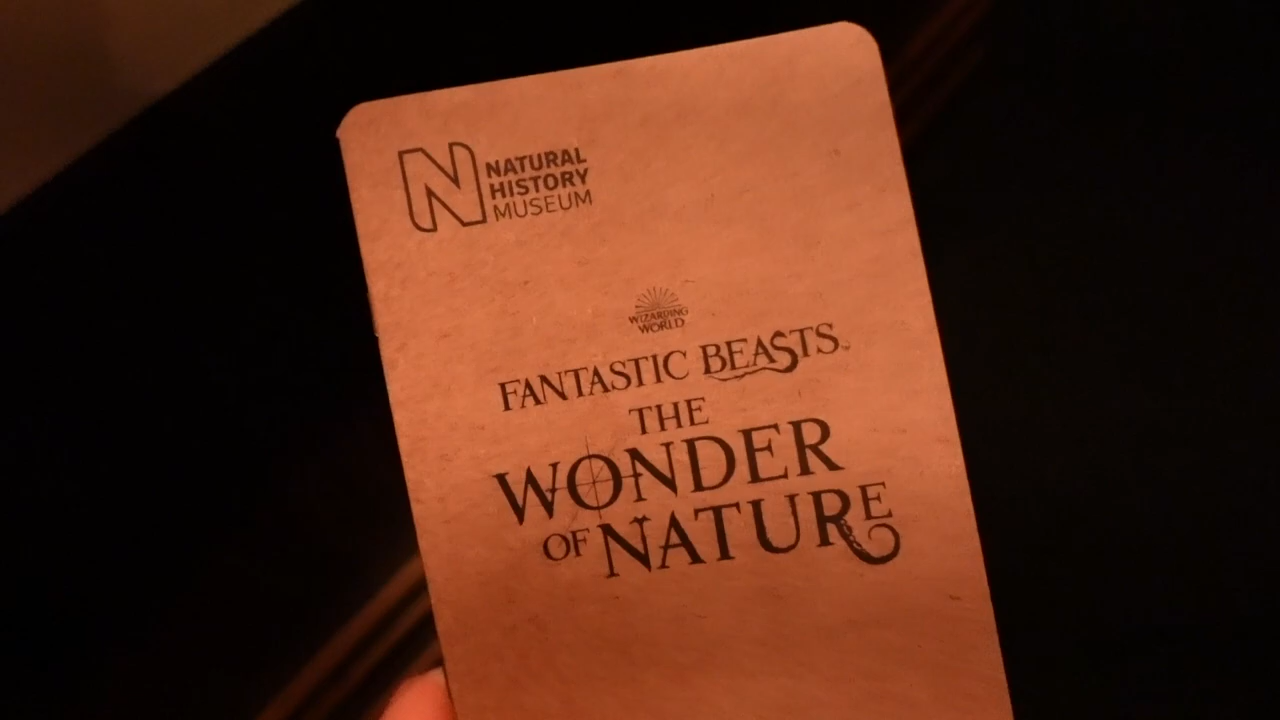 N NATURAL
HISTORY
MUSEUM
WIZARDING
WORLD
FANTASTIC BEASTS
THE
WONDER
OF NATURE